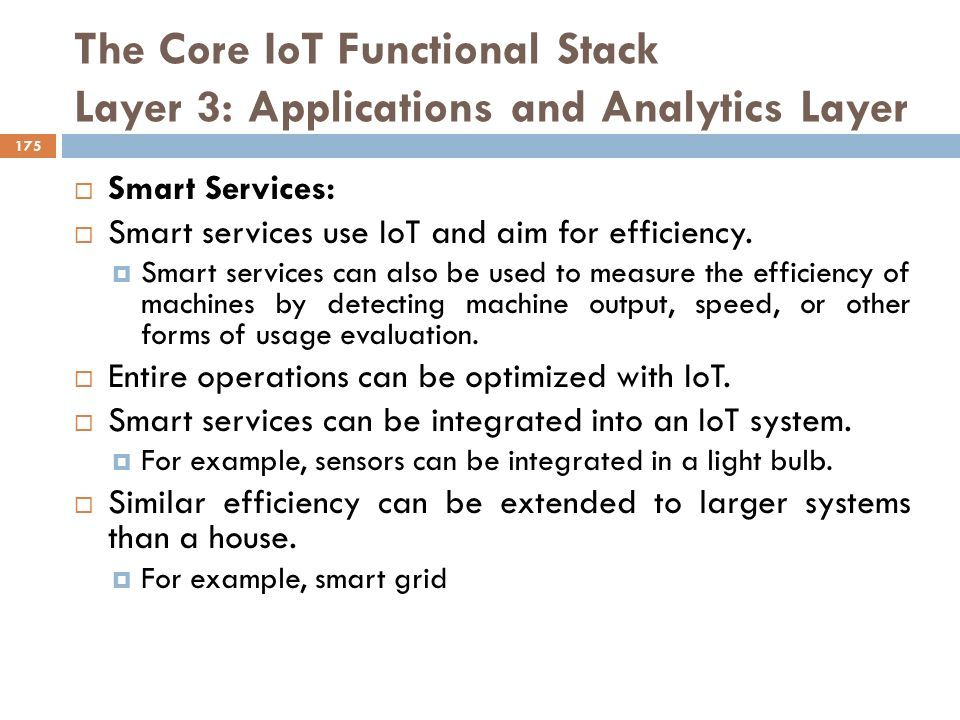 The Core IoT Functional Stack
Layer 3: Applications and Analytics Layer
175
Smart Services:
Smart services use IoT and aim for efficiency.
Smart services can also be used to measure the efficiency of
machines by detecting machine output, speed, or other
forms of usage evaluation.
Entire operations can be optimized with IoT.
Smart services can be integrated into an IoT system.
For example, sensors can be integrated in a light bulb.
Similar efficiency can be extended to larger systems
than a house.
For example, smart grid